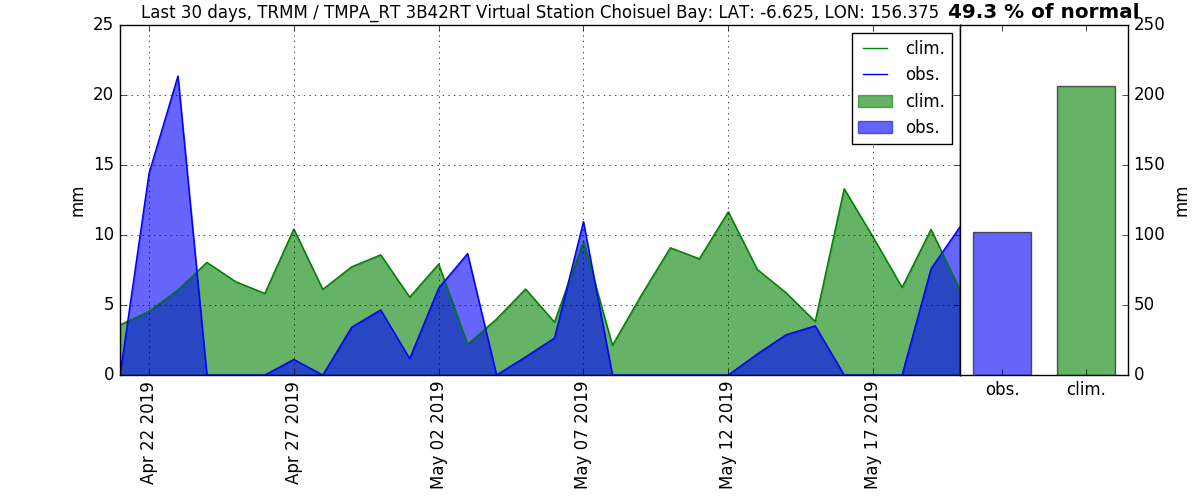 Last 30 days, TRMM / TMPA_RT 3B42RT Virtual Station Choisuel Bay: LAT: -6.625, LON: 156.375 49.3 % of normal
25
20
15
10
5
0
mm
clim.
obs.
clim.
obs.
250
200
150
100
50
0
mm
obs.
clim.
Apr 22 2019
Apr 27 2019
May 02 2019
May 07 2019
May 12 2019
May 17 2019